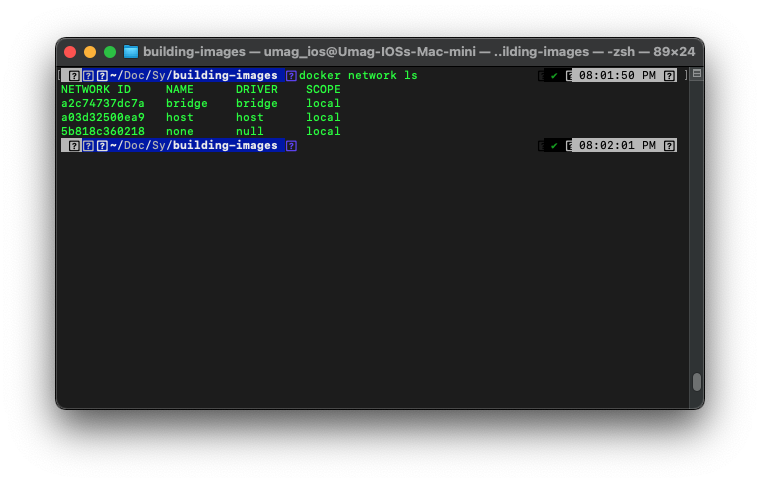 building-images — umag_ios@Umag-IOSs-Mac-mini — ..ilding-images — -zsh — 89×24
~/Doc/Sy/building-images docker network ls ✔ 08:01:50 PM
NETWORK ID NAME DRIVER SCOPE
a2c74737dc7a bridge bridge local
a03d32500ea9 host host local
5b818c360218 none null local
~/Doc/Sy/building-images ✔ 08:02:01 PM